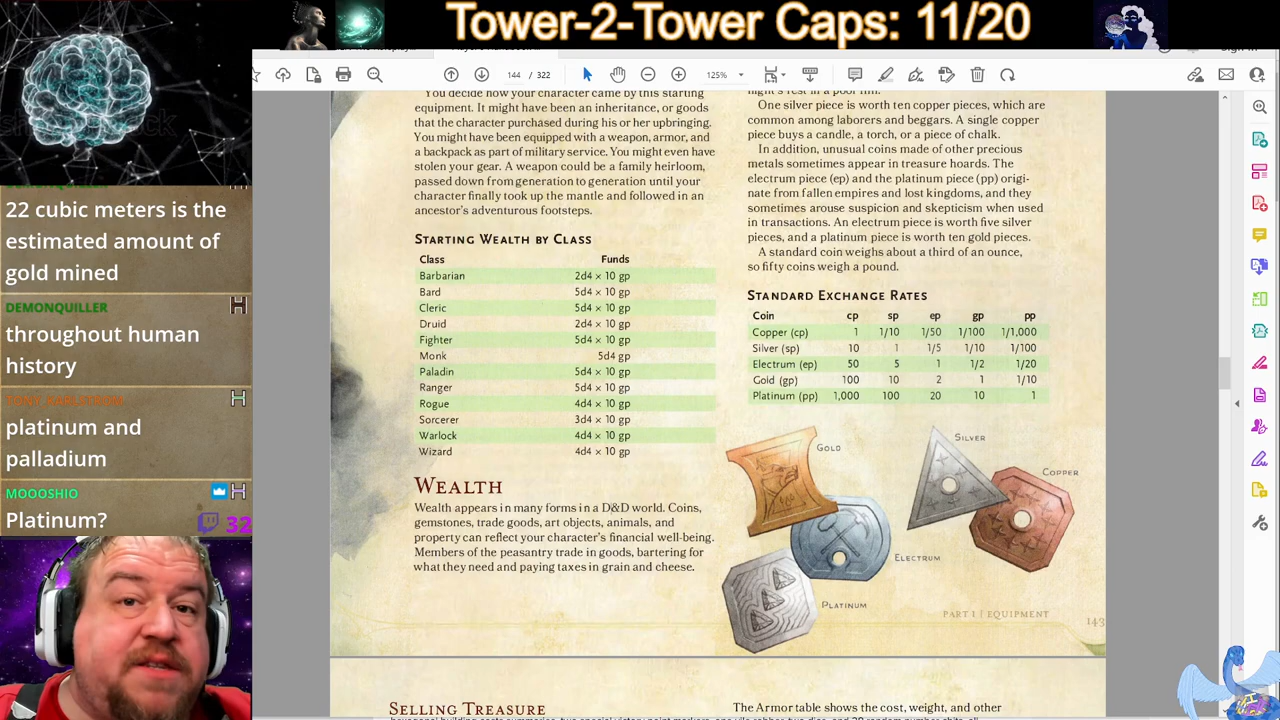 Tower-2-Tower Caps: 11/20
144 / 322
125%
22 cubic meters is the
estimated amount of
gold mined
DEMONQUILLER
throughout human
history
platinum and
palladium
MOOOSHIO
Platinum?
32
You decide how your character came by this starting
equipment. It might have been an inheritance, or goods
that the character purchased during his or her upbringing.
You might have been equipped with a weapon, armor, and
a backpack as part of military service. You might even have
stolen your gear. A weapon could be a family heirloom,
passed down from generation to generation until your
character finally took up the mantle and followed in an
ancestor's adventurous footsteps.
Starting Wealth by Class
Class Funds
Barbarian 2d4 × 10 gp
Bard 5d4 × 10 gp
Cleric 5d4 × 10 gp
Druid 2d4 × 10 gp
Fighter 5d4 × 10 gp
Monk 5d4 gp
Paladin 5d4 × 10 gp
Ranger 5d4 × 10 gp
Rogue 4d4 × 10 gp
Sorcerer 3d4 × 10 gp
Warlock 4d4 × 10 gp
Wizard 4d4 × 10 gp
Wealth
Wealth appears in many forms in a D&D world. Coins,
gemstones, trade goods, art objects, animals, and
property can reflect your character's financial well-being.
Members of the peasantry trade in goods, bartering for
what they need and paying taxes in grain and cheese.
night's rest in a poor inn.
One silver piece is worth ten copper pieces, which are
common among laborers and beggars. A single copper
piece buys a candle, a torch, or a piece of chalk.
In addition, unusual coins made of other precious
metals sometimes appear in treasure hoards. The
electrum piece (ep) and the platinum piece (pp) origi-
nate from fallen empires and lost kingdoms, and they
sometimes arouse suspicion and skepticism when used
in transactions. An electrum piece is worth five silver
pieces, and a platinum piece is worth ten gold pieces.
A standard coin weighs about a third of an ounce,
so fifty coins weigh a pound.
Standard Exchange Rates
Coin cp sp ep gp pp
Copper (cp) 1 1/10 1/50 1/100 1/1,000
Silver (sp) 10 1 1/5 1/10 1/100
Electrum (ep) 50 5 1 1/2 1/20
Gold (gp) 100 10 2 1 1/10
Platinum (pp) 1,000 100 20 10 1
Gold
Silver
Copper
Electrum
Platinum
PART 1 | EQUIPMENT
143
Selling Treasure
The Armor table shows the cost, weight, and other